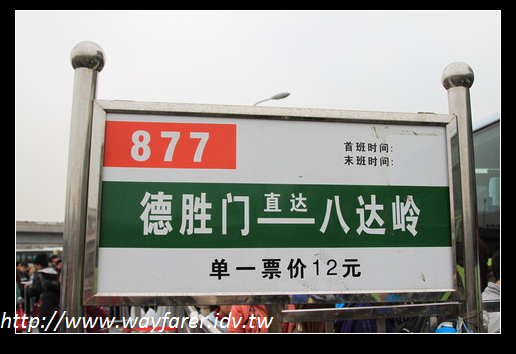 877
首班时间:
末班时间:
德胜门直达——八达岭
单一票价12元
http://www.wayfarer.idv.tw